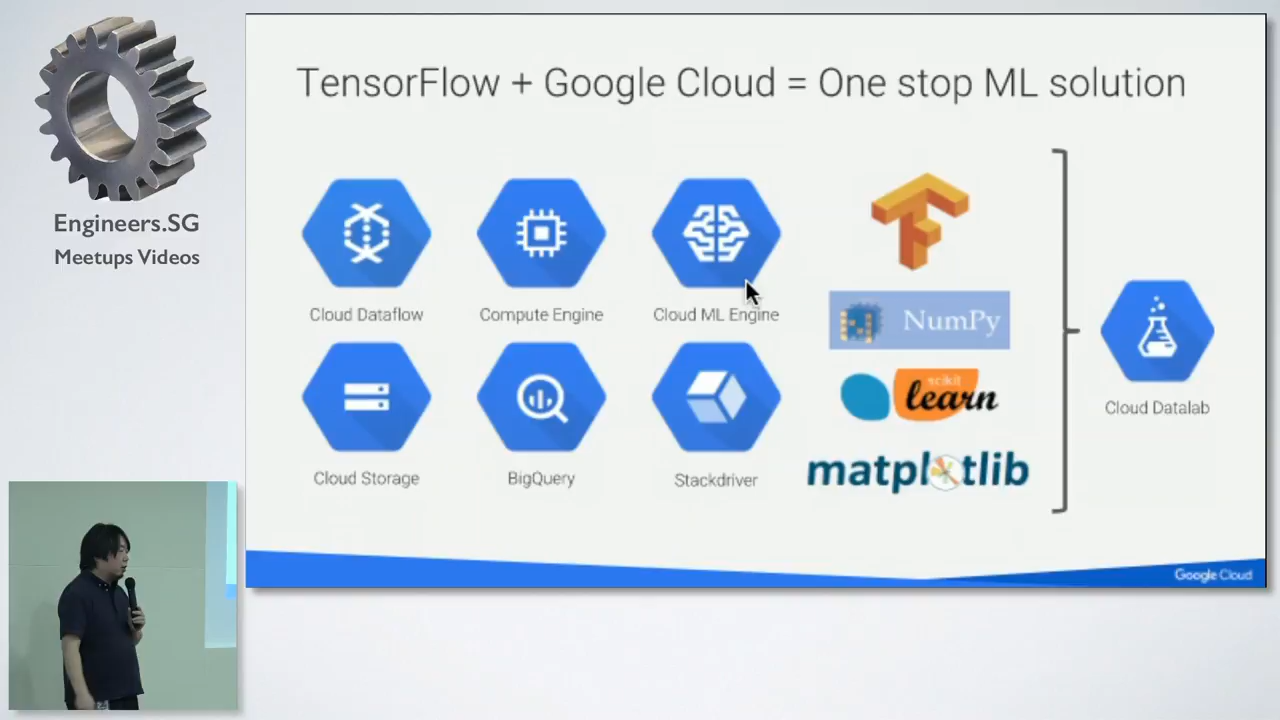 Engineers.SG
Meetups Videos
TensorFlow + Google Cloud = One stop ML solution
Cloud Dataflow
Compute Engine
Cloud ML Engine
Cloud Storage
BigQuery
Stackdriver
NumPy
scikit
learn
matplotlib
Cloud Datalab
Google Cloud